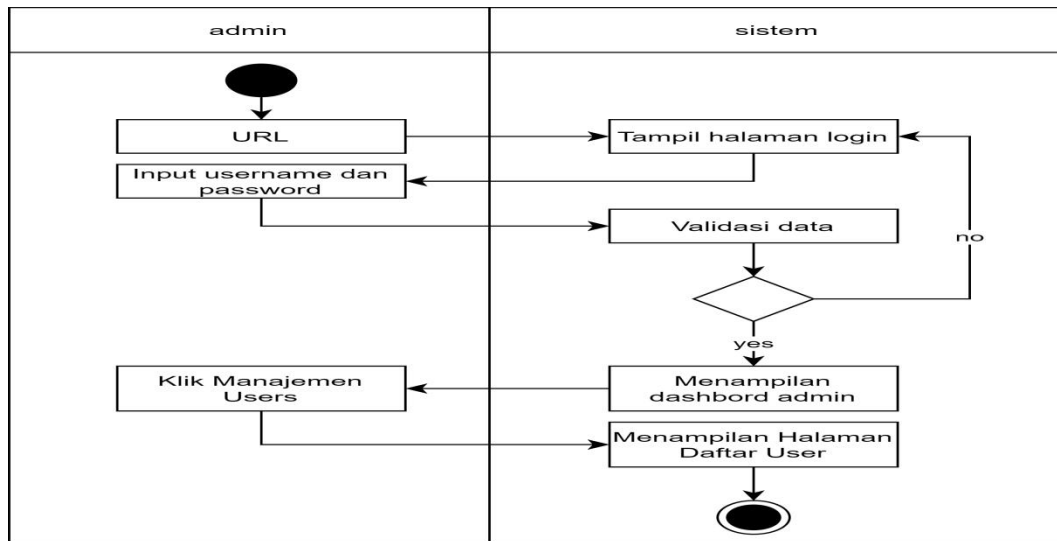 admin
sistem
URL
Tampil halaman login
Input username dan
password
Validasi data
no
yes
Klik Manajemen
Users
Menampilan
dashbord admin
Menampilan Halaman
Daftar User